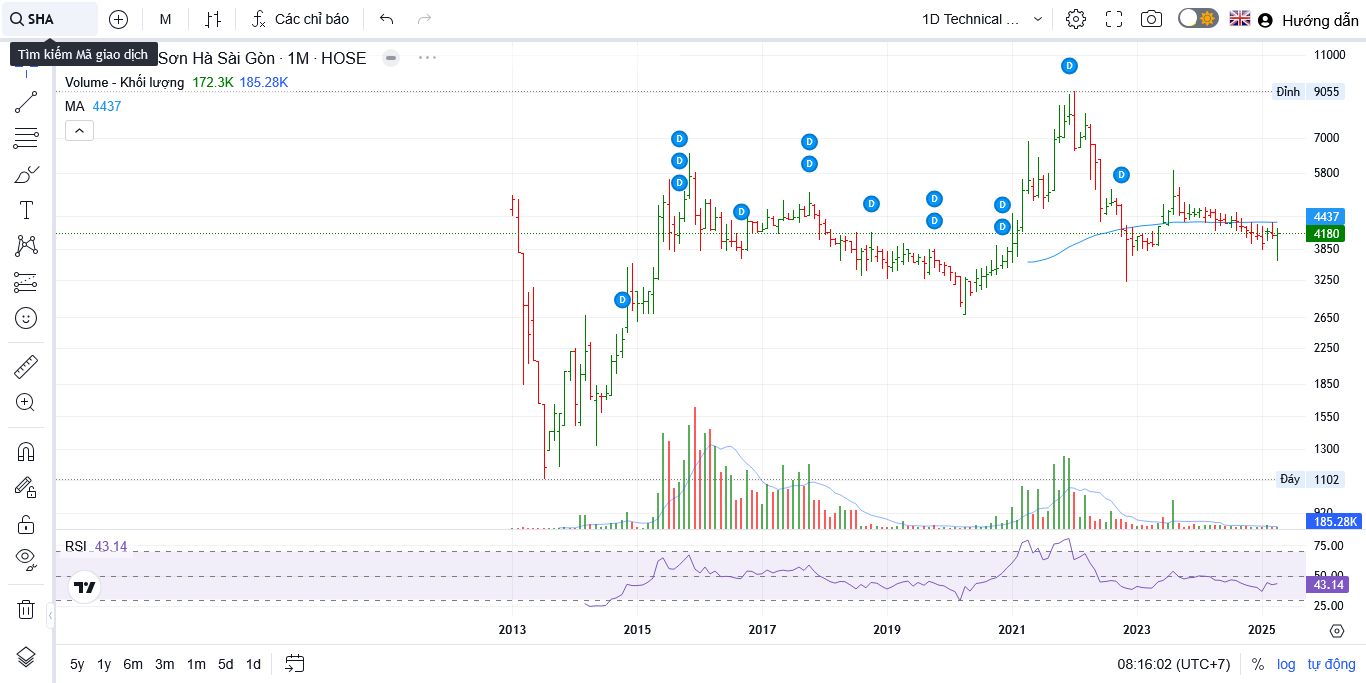 SHA
M
Các chỉ báo
1D Technical ...
Hướng dẫn
Tìm kiếm Mã giao dịch
Sơn Hà Sài Gòn · 1M · HOSE
Volume - Khối lượng 172.3K 185.28K
MA 4437
D
D
D
D
D
D
D
D
D
D
D
D
D
D
11000
Đỉnh 9055
7000
5800
4437
4180
3850
3250
2650
2250
1850
1550
1300
Đáy 1102
920
185.28K
RSI 43.14
75.00
50.00
43.14
25.00
2013 2015 2017 2019 2021 2023 2025
5y 1y 6m 3m 1m 5d 1d
08:16:02 (UTC+7) % log tự động